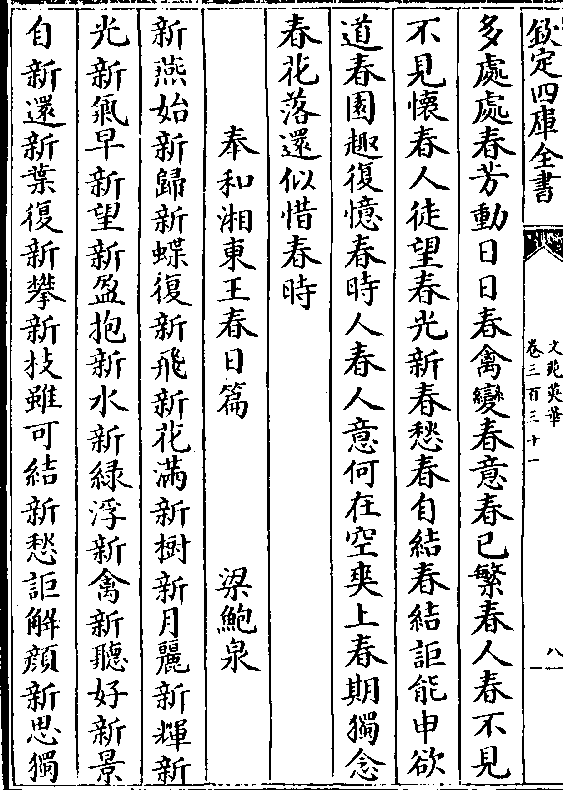 欽定四庫全書
文苑英華
卷三百三十一
八
多處處春芳動日日春禽變春意春已繁春人春不見
不見懷春人徒望春光新春愁春自結春結詎能申欲
道春園趣復憶春時人春人意何在空爽上春期獨念
春花落還似惜春時
奉和湘東王春日篇 梁鮑泉
新燕始新歸新蝶復新飛新花滿新樹新月麗新輝新
光新氣早新望新盈抱新水新綠浮新禽新聽好新景
自新還新葉復新攀新枝雖可結新愁詎解顏新思獨